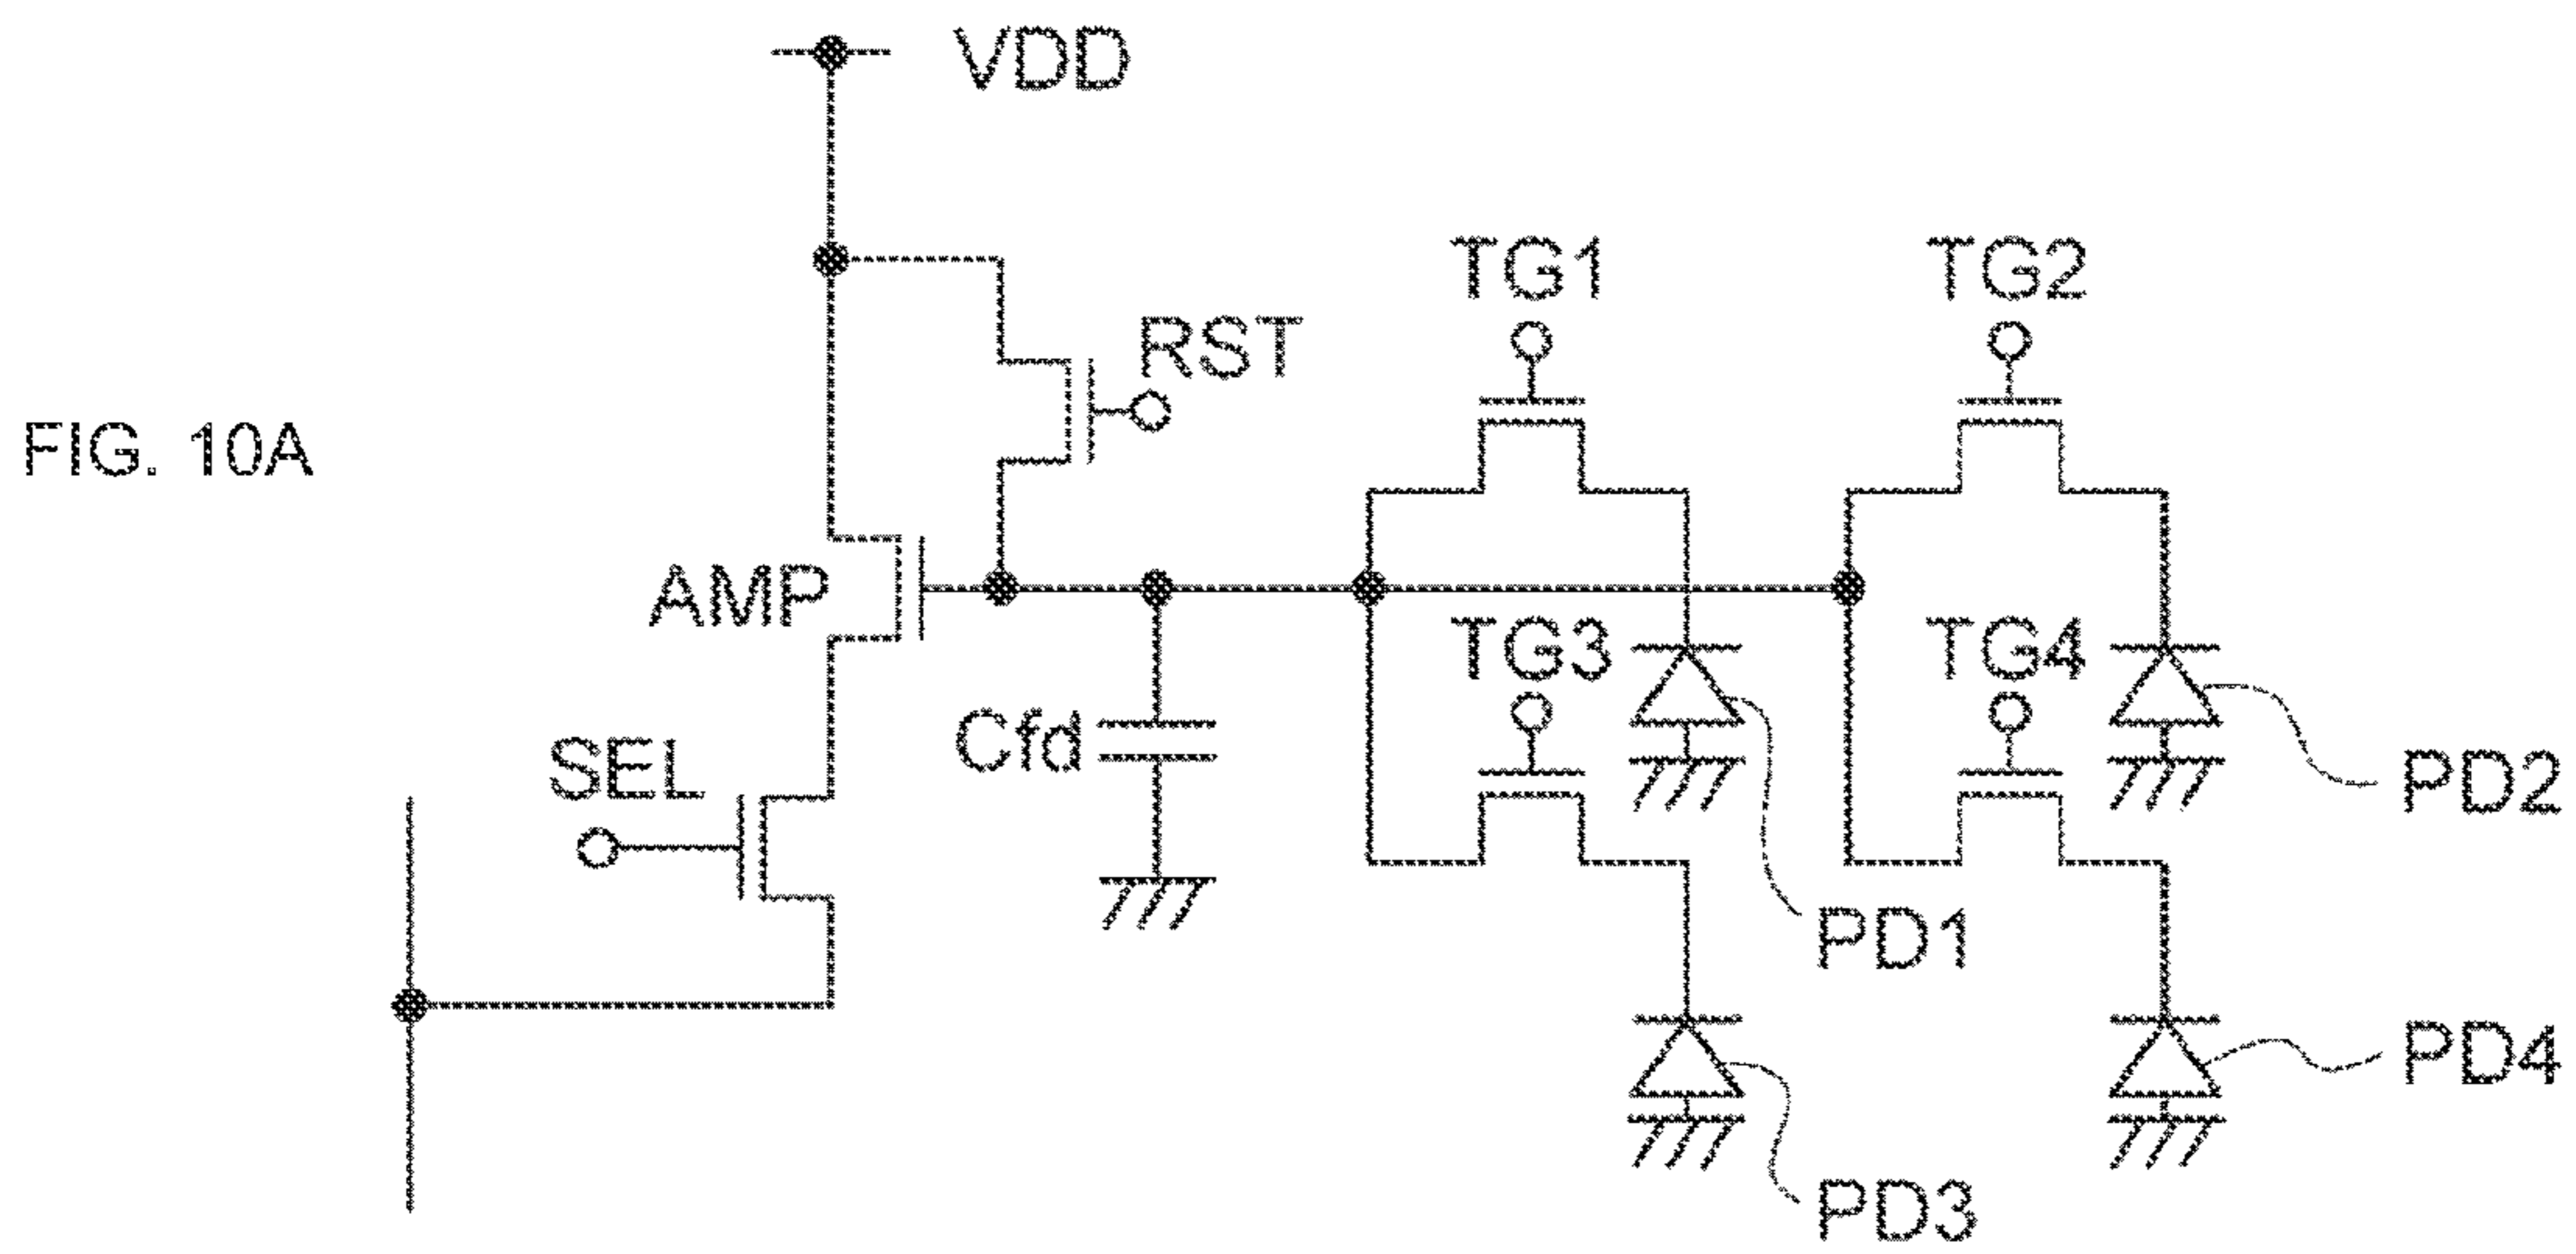 VDD
TG1
TG2
RST
FIG. 10A
AMP
TG3
TG4
Cfd
SEL
PD2
PD1
PD4
PD3